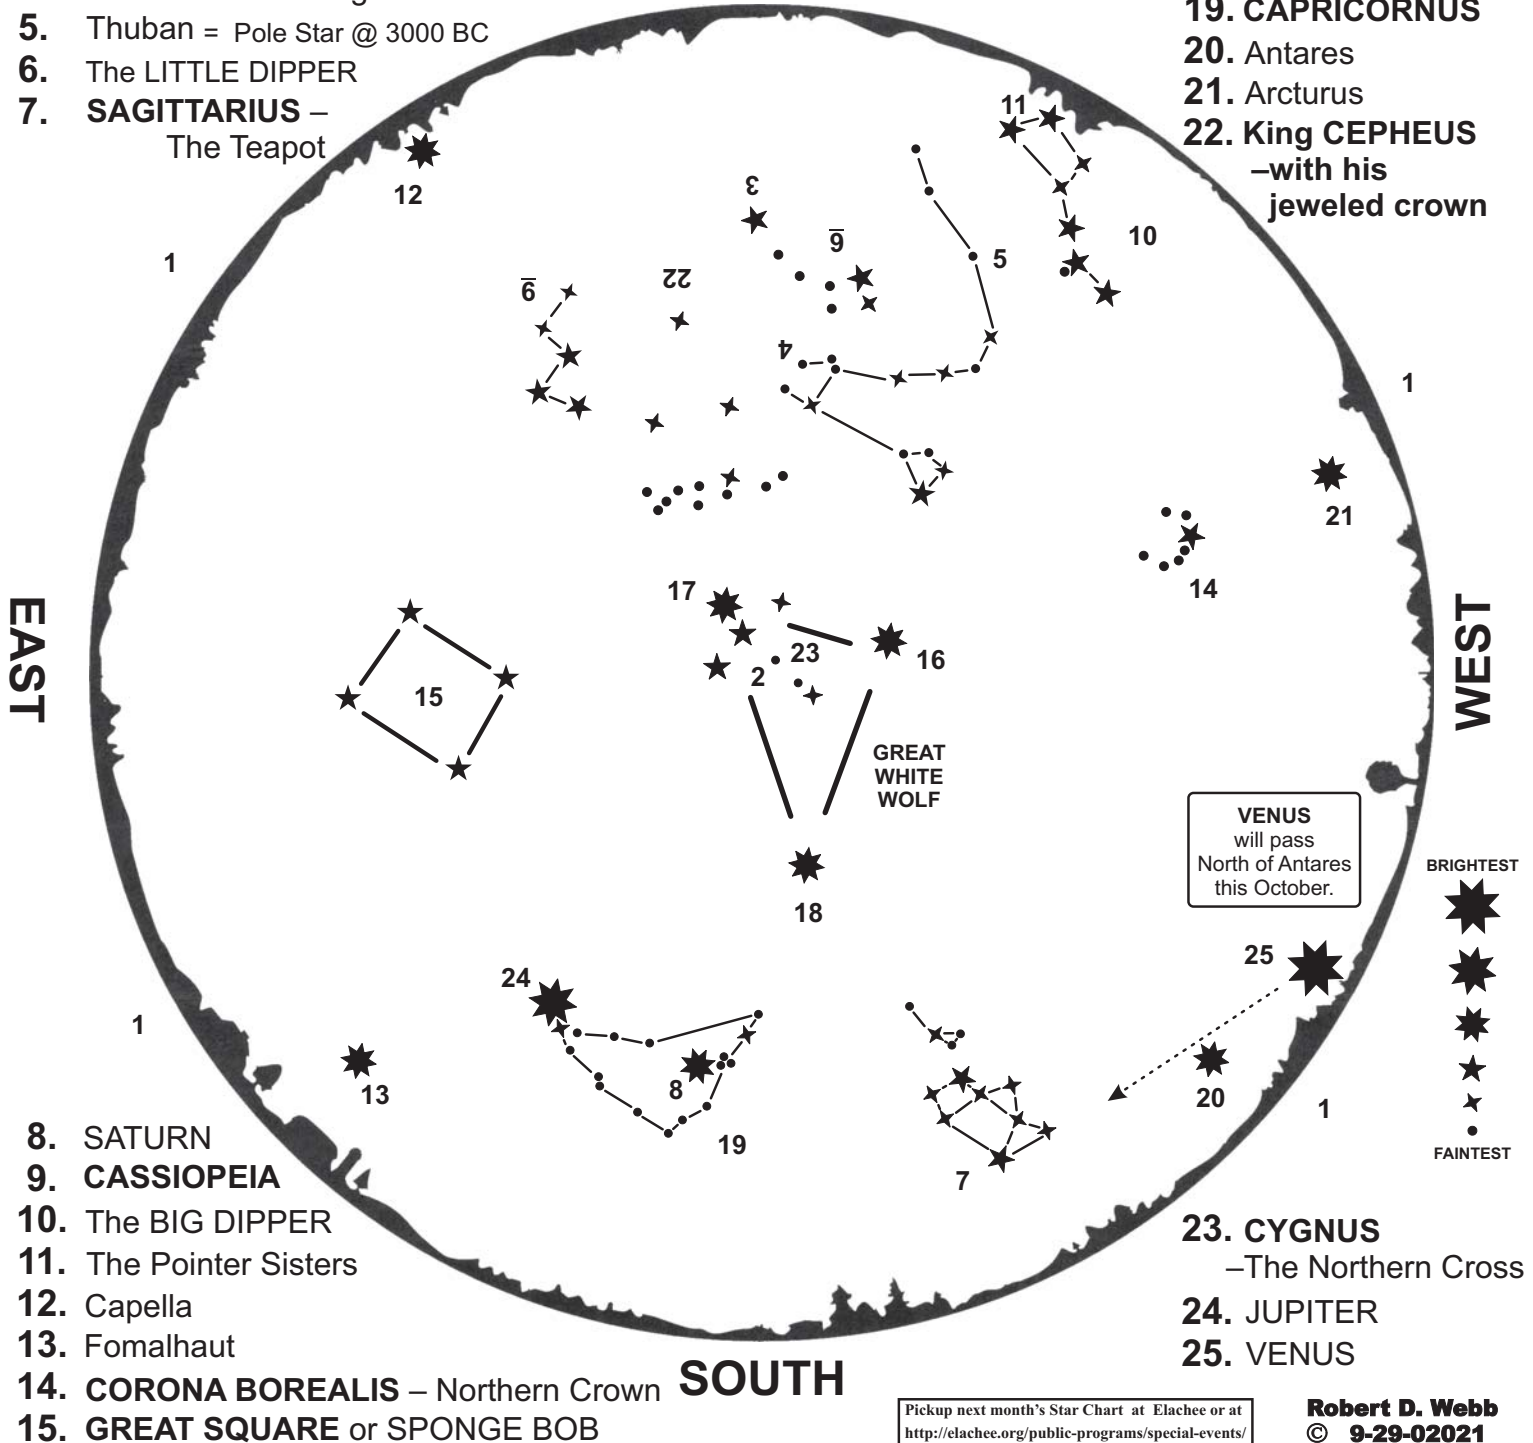 5. Thuban = Pole Star @ 3000 BC
6. The LITTLE DIPPER
7. SAGITTARIUS –
The Teapot
19. CAPRICORNUS
20. Antares
21. Arcturus
22. King CEPHEUS
–with his
jeweled crown
11
12
3
10
1
6
5
22
9
4
1
21
14
17
16
23
2
15
EAST
WEST
GREAT
WHITE
WOLF
VENUS
will pass
North of Antares
this October.
BRIGHTEST
18
25
24
1
13
8
20
1
19
7
FAINTEST
8. SATURN
9. CASSIOPEIA
10. The BIG DIPPER
11. The Pointer Sisters
12. Capella
13. Fomalhaut
14. CORONA BOREALIS – Northern Crown
15. GREAT SQUARE or SPONGE BOB
23. CYGNUS
–The Northern Cross
24. JUPITER
25. VENUS
SOUTH
Pickup next month's Star Chart at Elachee or at
http://elachee.org/public-programs/special-events/
Robert D. Webb
© 9-29-02021